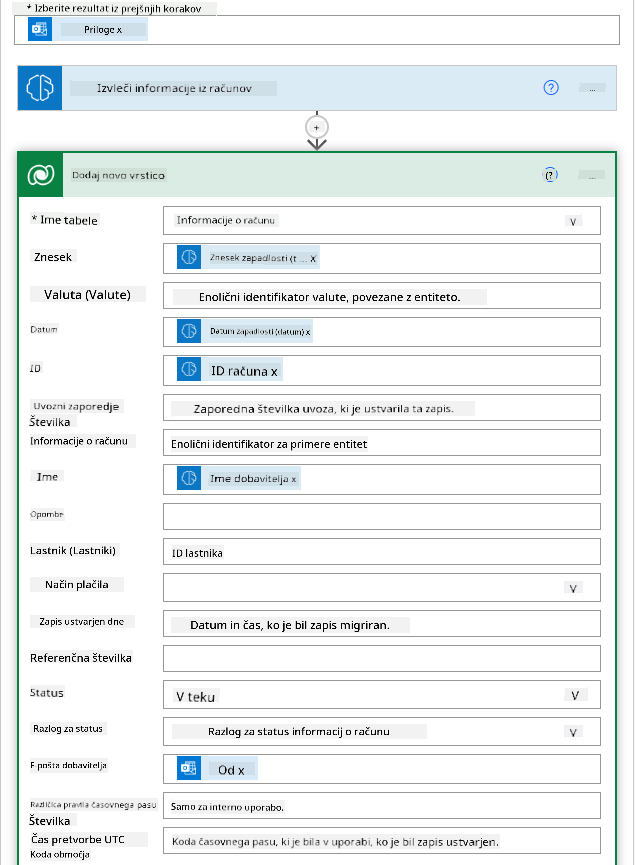 * Izberite rezultat iz prejšnjih korakov
Priloge x
Izvleči informacije iz računov
?
...
+
Dodaj novo vrstico
(?
...
* Ime tabele
Informacije o računu
V
Znesek
Znesek zapadlosti (t ... X
Valuta (Valute)
Enolični identifikator valute, povezane z entiteto.
Datum
Datum zapadlosti (datum) x
ID
ID računa x
Uvozni zaporedje
Številka
Zaporedna številka uvoza, ki je ustvarila ta zapis.
Informacije o računu
Enolični identifikator za primere entitet
Ime
Ime dobavitelja x
Opombe
Lastnik (Lastniki)
ID lastnika
Način plačila
V
Zapis ustvarjen dne
Datum in čas, ko je bil zapis migriran.
Referenčna številka
Status
V teku
V
Razlog za status
Razlog za status informacij o računu
V
E-pošta dobavitelja
Od x
Različica pravila časovnega pasu
Številka
Samo za interno uporabo.
Čas pretvorbe UTC
Koda območja
Koda časovnega pasu, ki je bila v uporabi, ko je bil zapis ustvarjen.